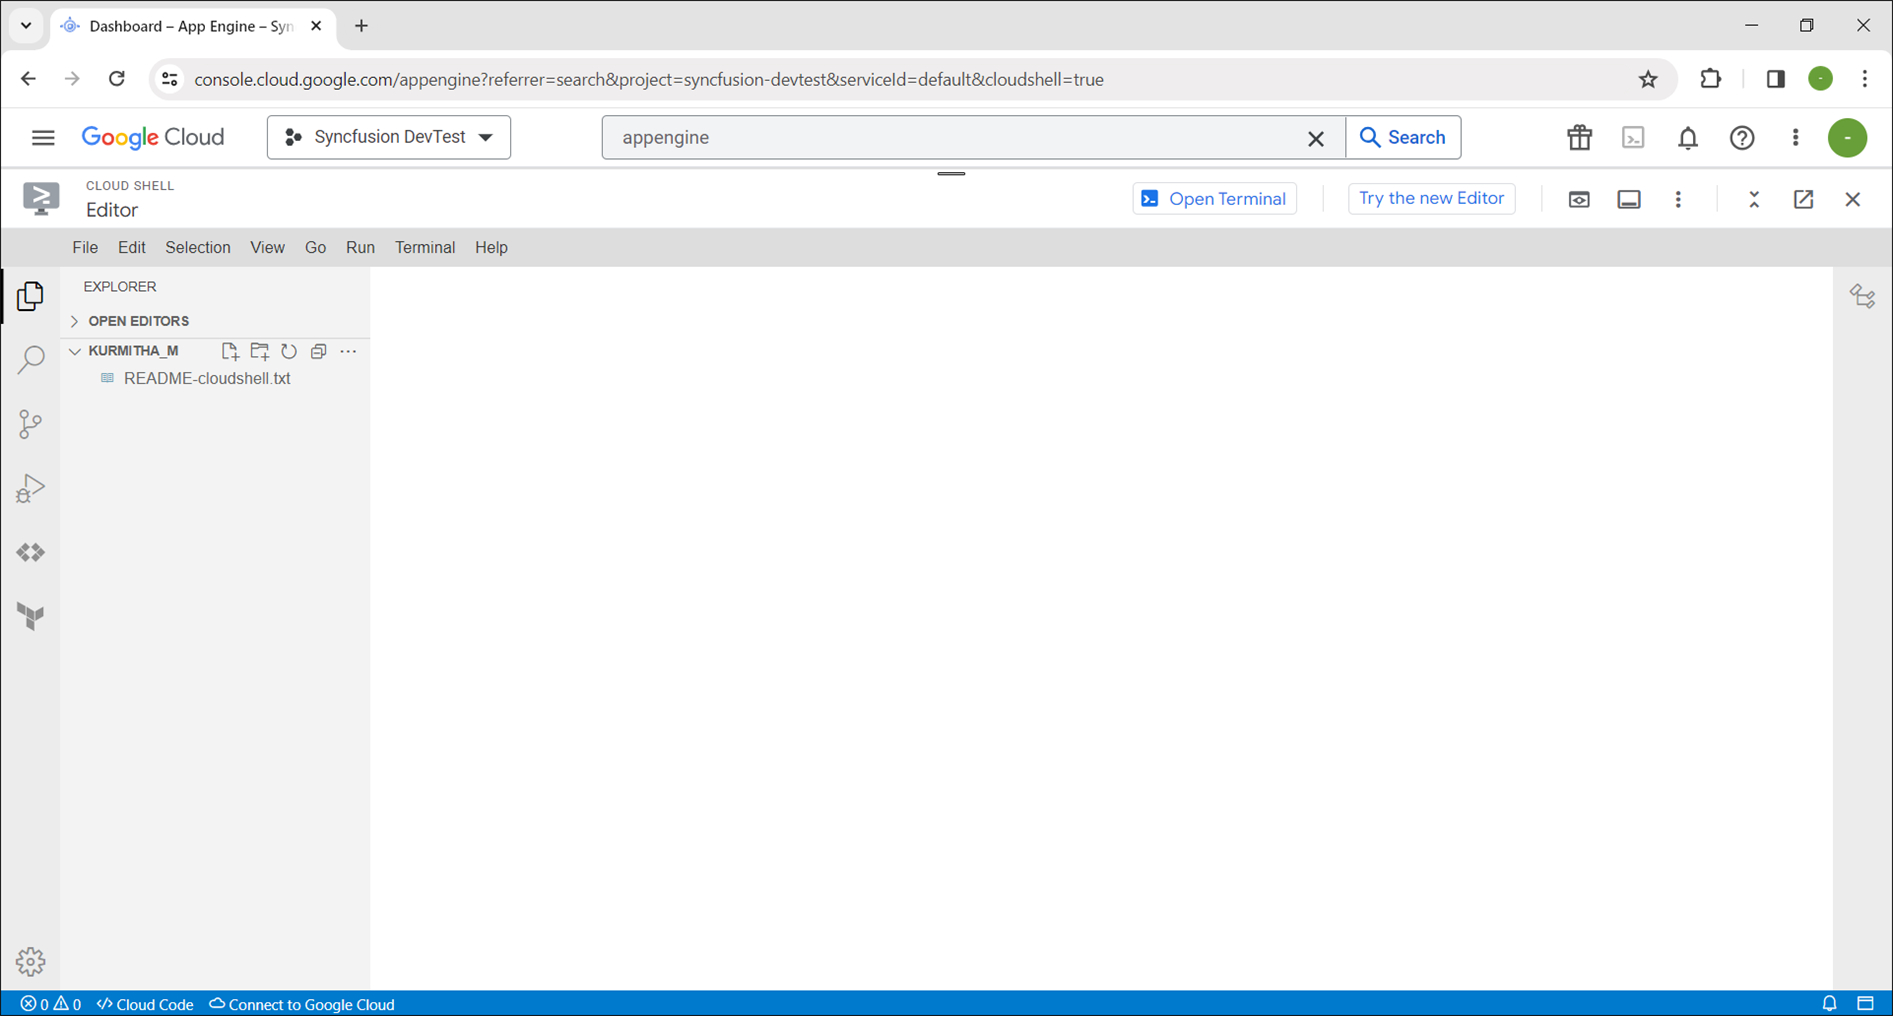 Dashboard – App Engine – Syn
console.cloud.google.com/appengine?referrer=search&project=syncfusion-devtest&serviceId=default&cloudshell=true
Google Cloud
Syncfusion DevTest
appengine
Search
CLOUD SHELL
Editor
Open Terminal
Try the new Editor
File Edit Selection View Go Run Terminal Help
EXPLORER
OPEN EDITORS
KURMITHA_M
README-cloudshell.txt
0 0 Cloud Code Connect to Google Cloud